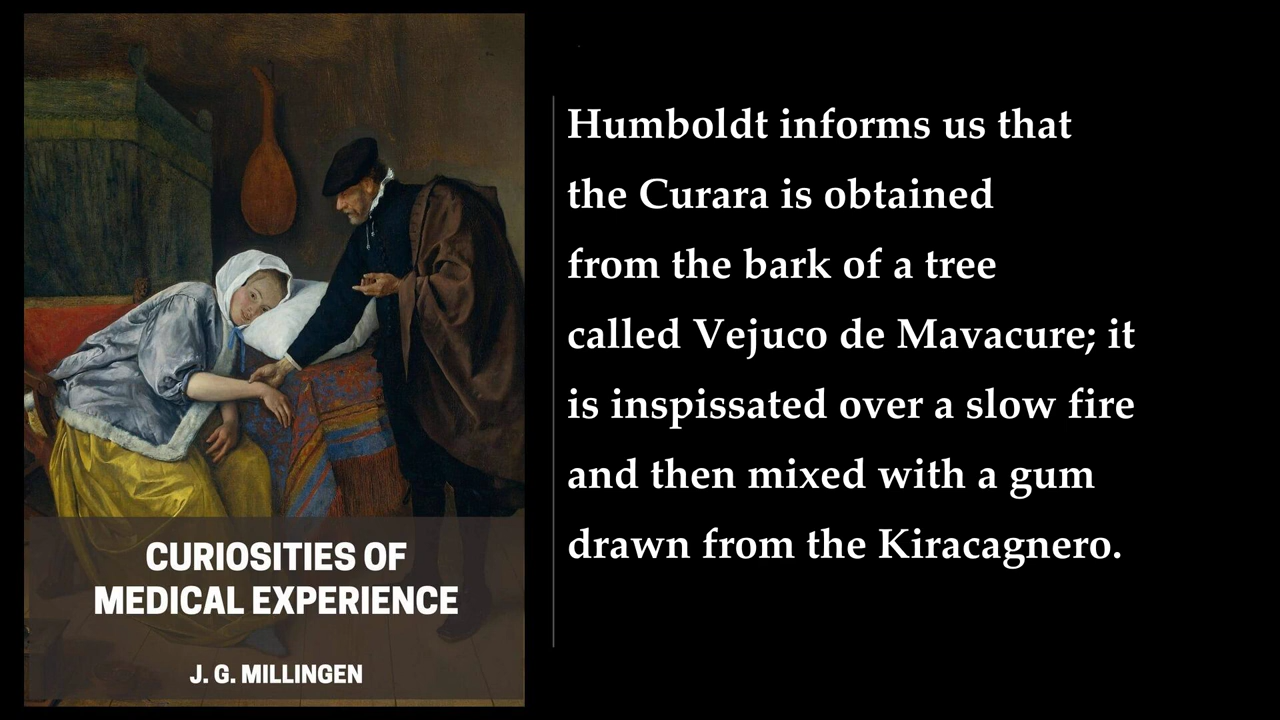 Humboldt informs us that
the Curara is obtained
from the bark of a tree
called Vejuco de Mavacure; it
is inspissated over a slow fire
and then mixed with a gum
drawn from the Kiracagnero.
CURIOSITIES OF
MEDICAL EXPERIENCE
J. G. MILLINGEN